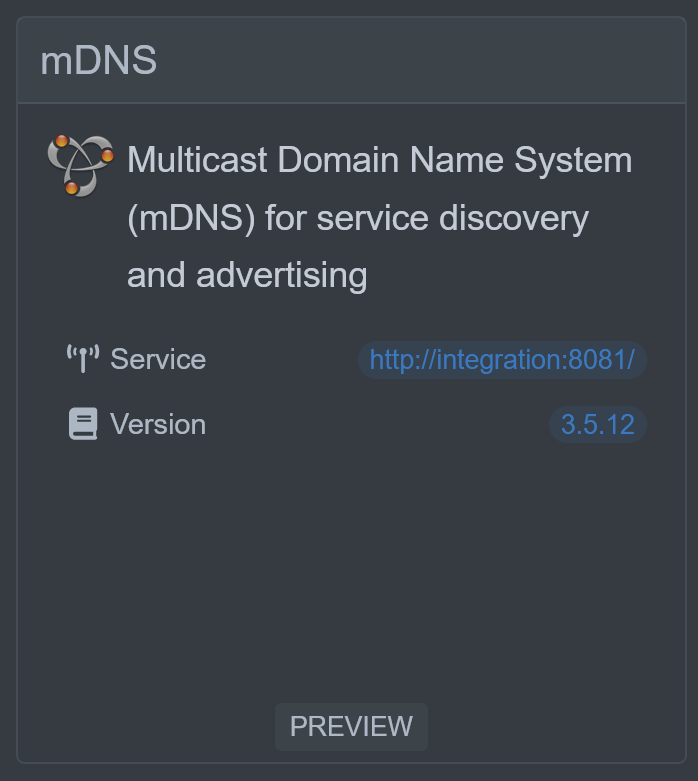 mDNS
Multicast Domain Name System
(mDNS) for service discovery
and advertising
Service http://integration:8081/
Version 3.5.12
PREVIEW